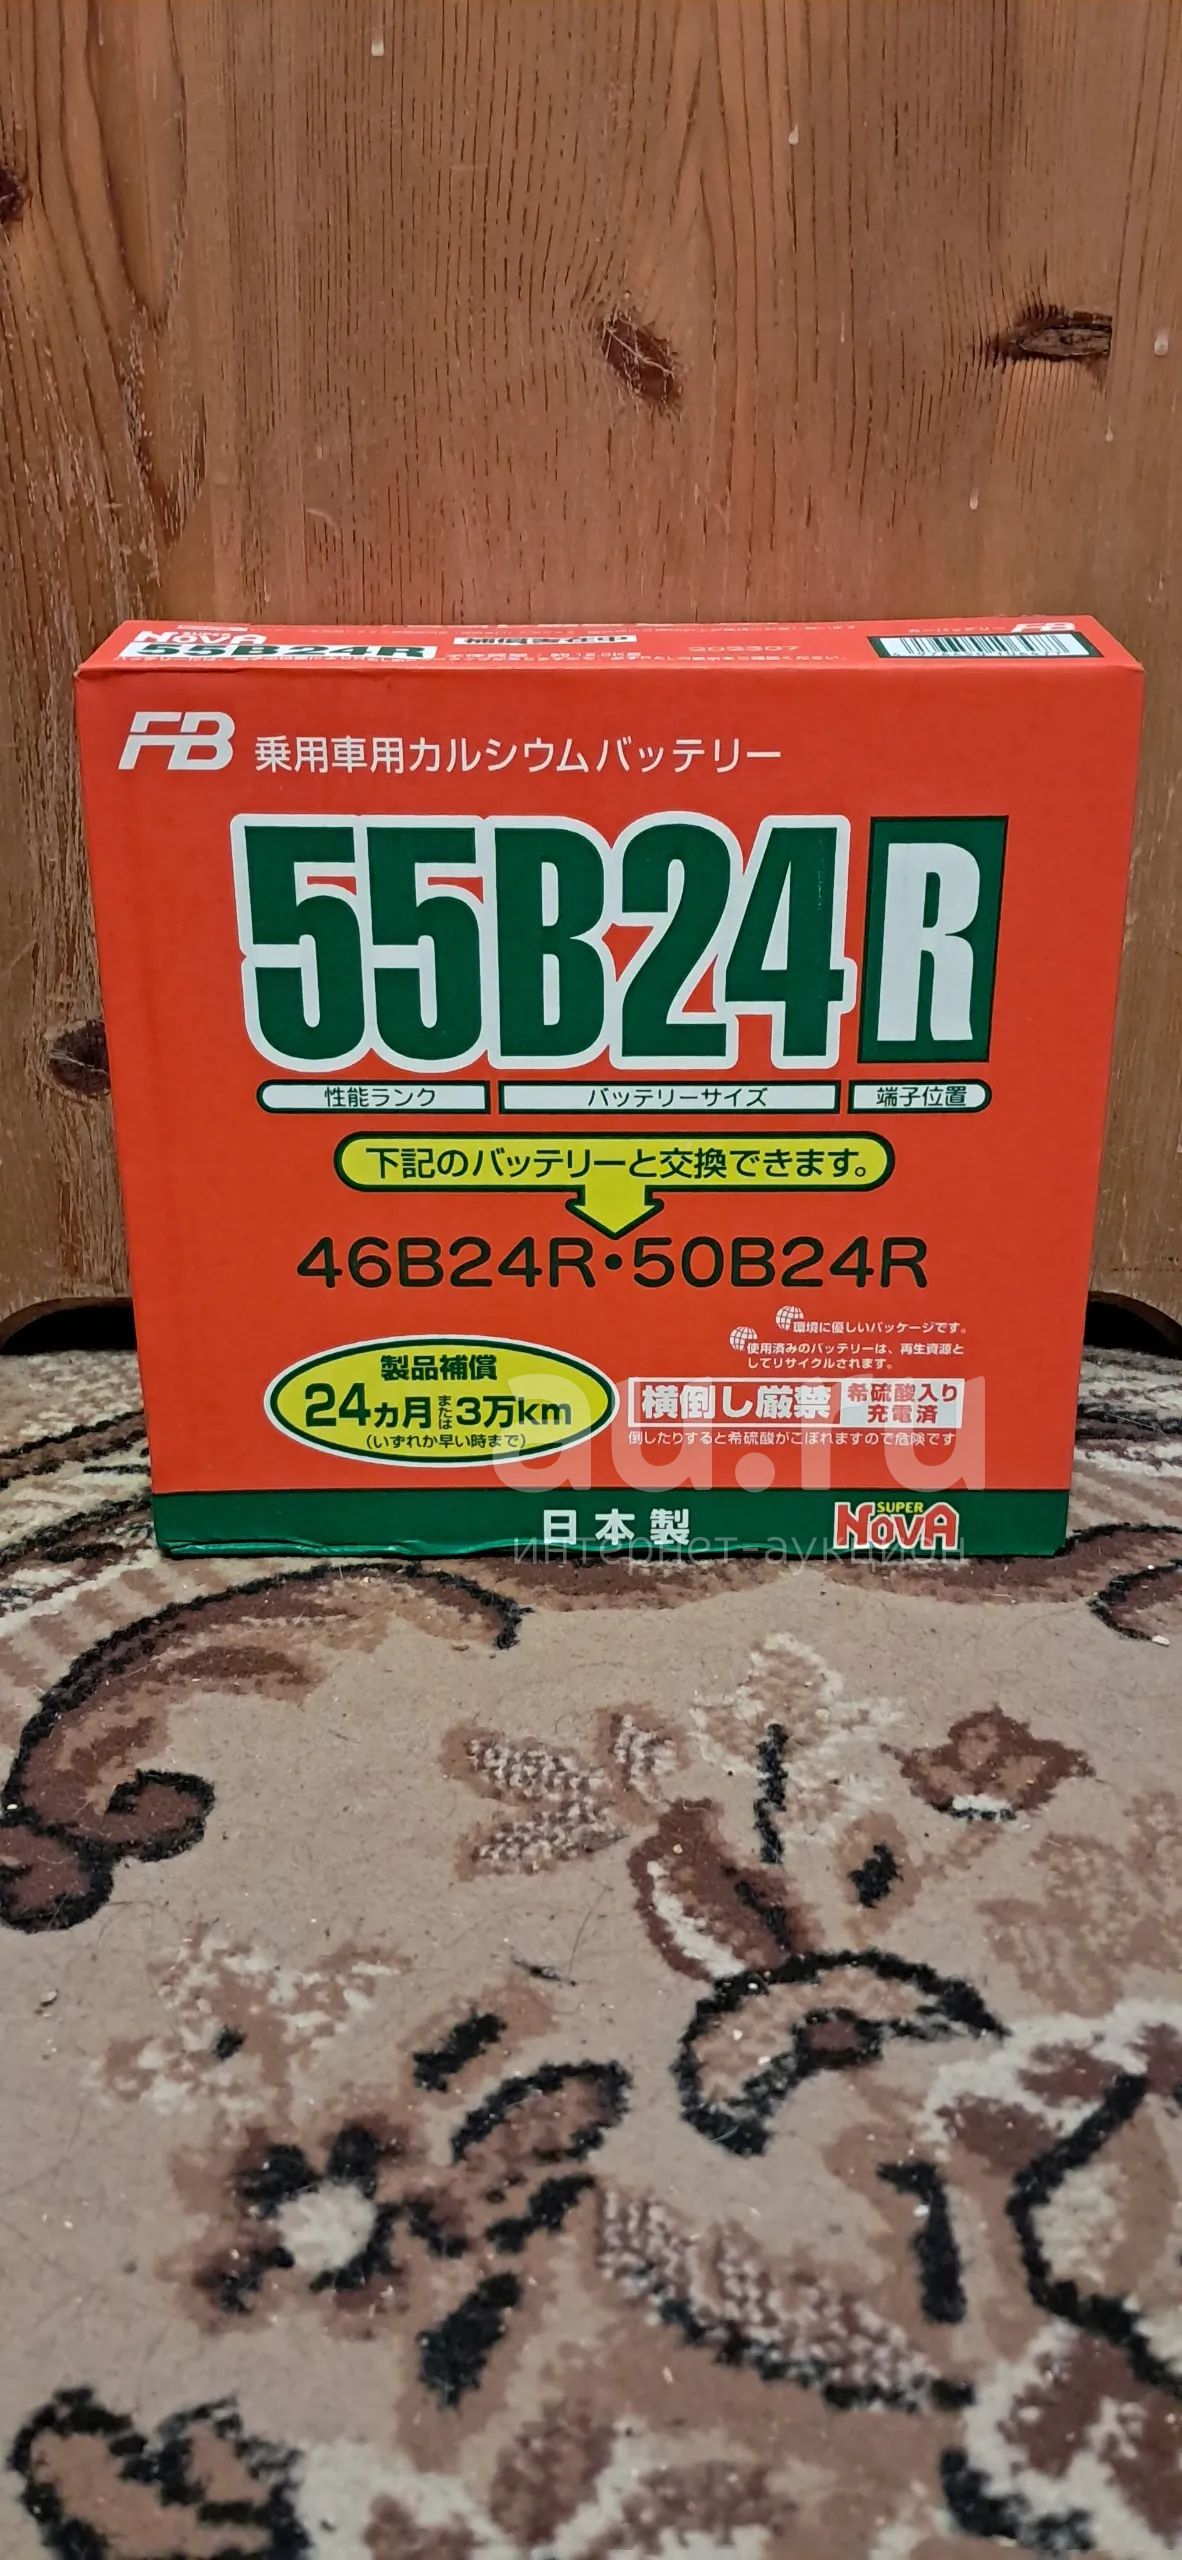 SUPER
NOVA
55B24R
補償書在中
202307
FB
FB 乗用車用カルシウムバッテリー
55B24R
性能ランク バッテリーサイズ 端子位置
下記のバッテリーと交換できます。
46B24R・50B24R
環境に優しいパッケージです。
使用済みのバッテリーは、再生資源と
してリサイクルされます。
製品補償
24ヵ月または3万km
(いずれか早い時まで)
横倒し厳禁 希硫酸入り
充電済
倒したりすると希硫酸がこぼれますので危険です
au.ru
日本製
SUPER
NOVA
интернет-аукцион